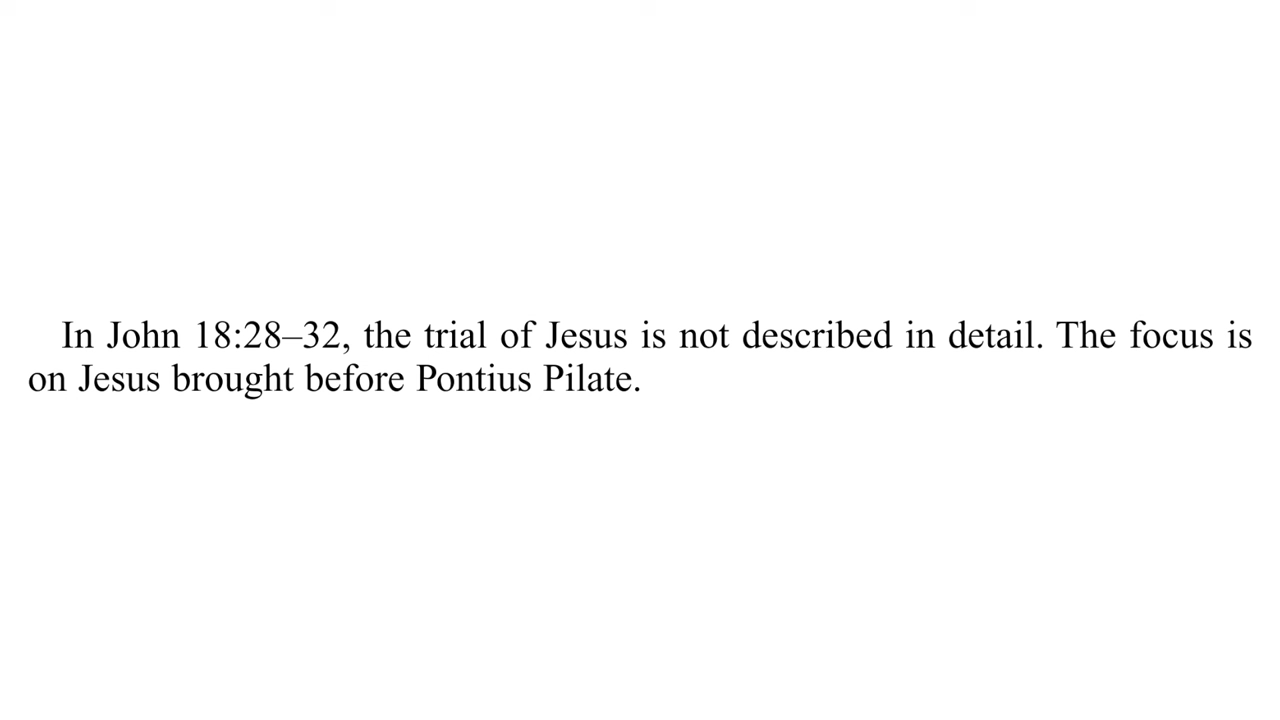 In John 18:28–32, the trial of Jesus is not described in detail. The focus is
on Jesus brought before Pontius Pilate.